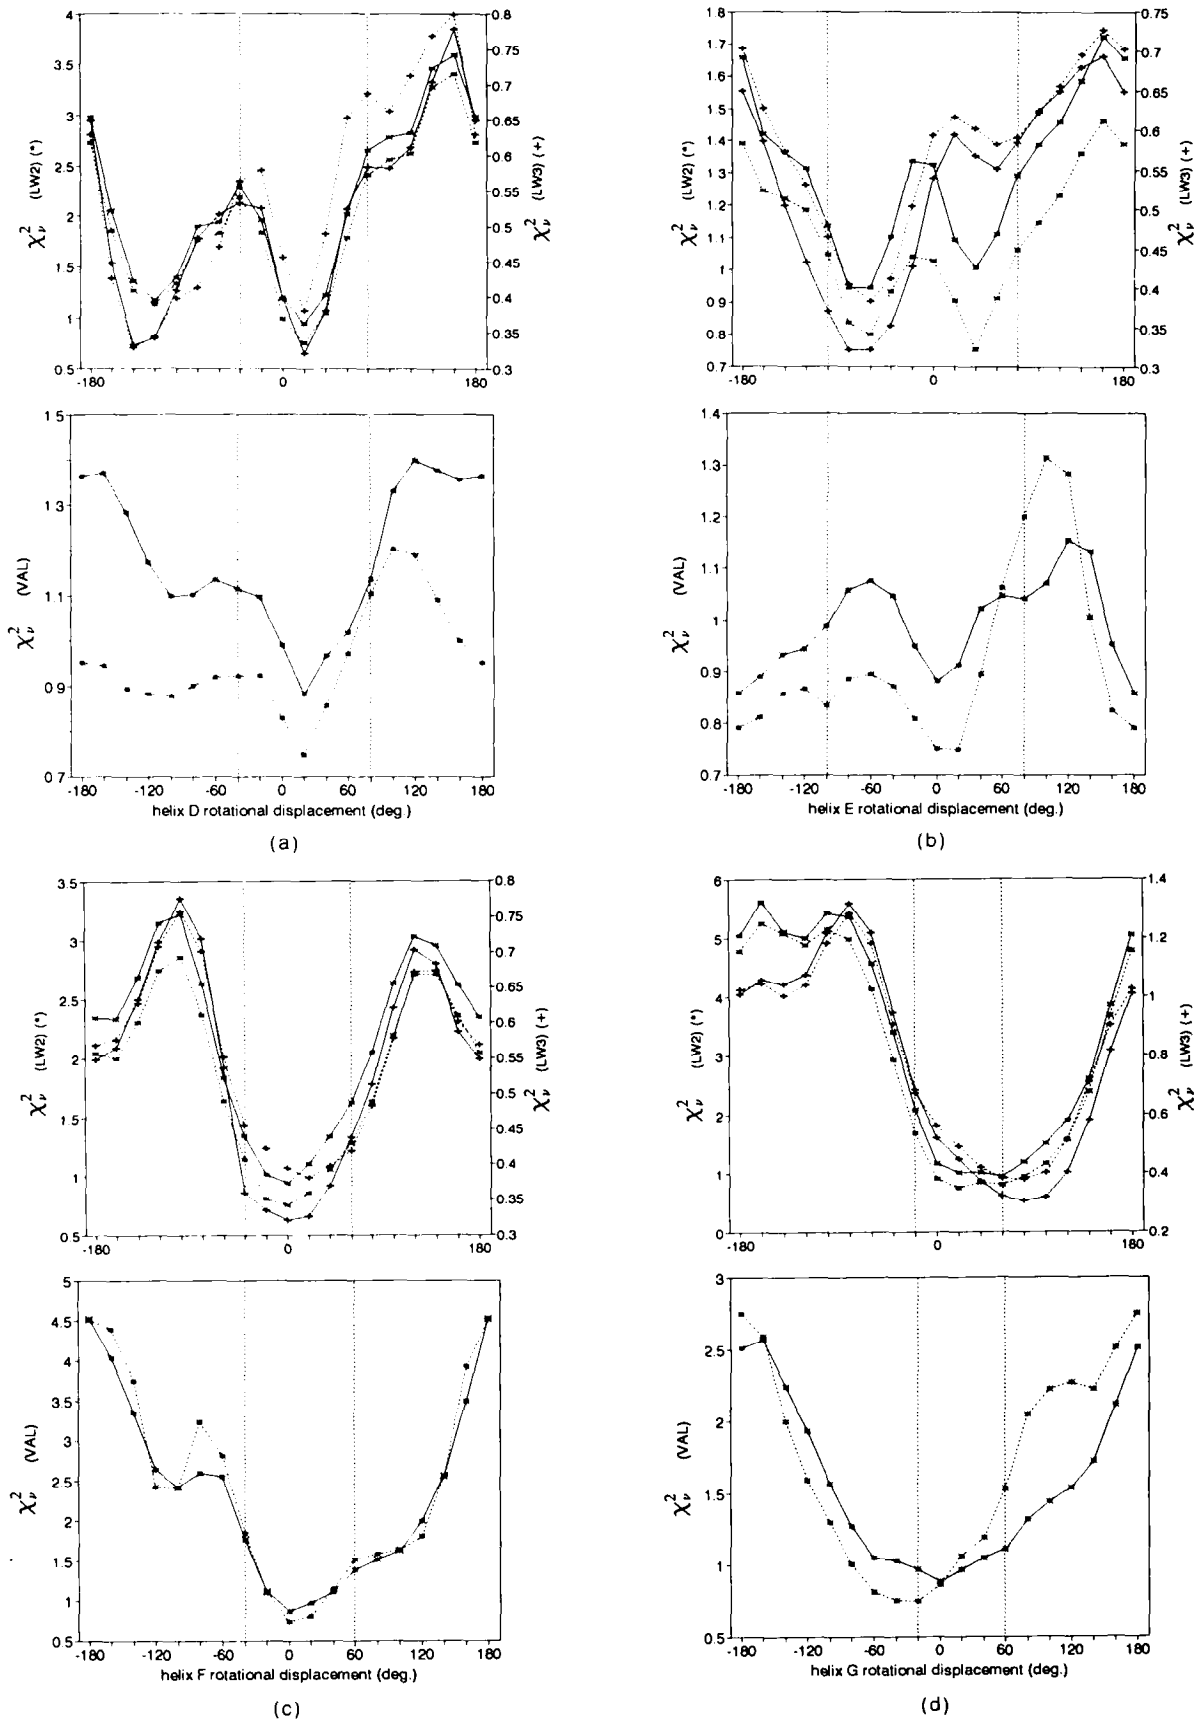 4 3.5 3 2.5 2 1.5 1 0.5
χν² (LW2) (*)
0.8 0.75 0.7 0.65 0.6 0.55 0.5 0.45 0.4 0.35 0.3
χν² (LW3) (+)
-180 0 180
1.8 1.7 1.6 1.5 1.4 1.3 1.2 1.1 1 0.9 0.8 0.7
χν² (LW2) (*)
0.75 0.7 0.65 0.6 0.55 0.5 0.45 0.4 0.35 0.3
χν² (LW3) (+)
-180 0 180
1 5 1.3 1.1 0.9 0.7
χν² (VAL)
-180 -120 -60 0 60 120 180
helix D rotational displacement (deg.)
(a)
1.4 1.3 1.2 1.1 1 0.9 0.8 0.7
χν² (VAL)
-180 -120 -60 0 60 120 180
helix E rotational displacement (deg.)
(b)
3.5 3 2.5 2 1.5 1 0.5
χν² (LW2) (*)
0.8 0.75 0.7 0.65 0.6 0.55 0.5 0.45 0.4 0.35 0.3
χν² (LW3) (+)
-180 0 180
6 5 4 3 2 1 0
χν² (LW2) (*)
1.4 1.2 1 0.8 0.6 0.4 0.2
χν² (LW3) (+)
-180 0 180
5 4.5 4 3.5 3 2.5 2 1.5 1 0.5
χν² (VAL)
-180 -120 -60 0 60 120 180
helix F rotational displacement (deg.)
(c)
3 2.5 2 1.5 1 0.5
χν² (VAL)
-180 -120 -60 0 60 120 180
helix G rotational displacement (deg.)
(d)